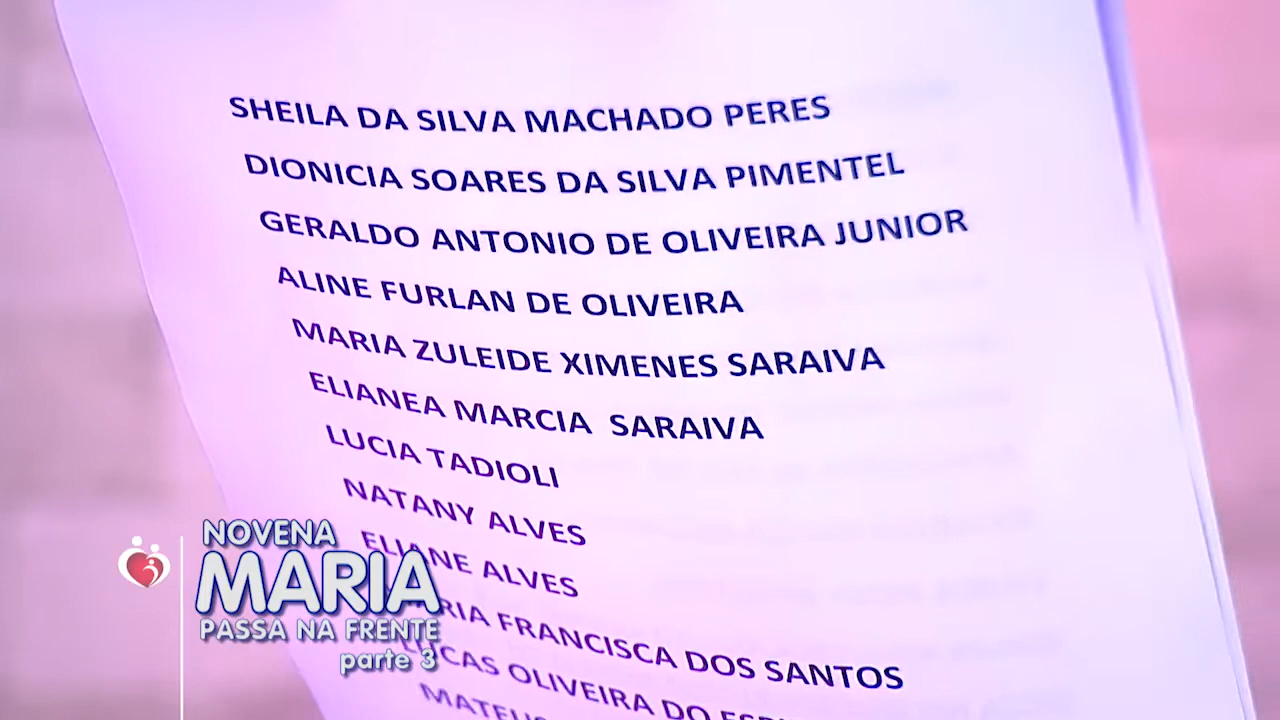 SHEILA DA SILVA MACHADO PERES
DIONICIA SOARES DA SILVA PIMENTEL
GERALDO ANTONIO DE OLIVEIRA JUNIOR
ALINE FURLAN DE OLIVEIRA
MARIA ZULEIDE XIMENES SARAIVA
ELIANEA MARCIA SARAIVA
LUCIA TADIOLI
NATANY ALVES
ELIANE ALVES
FRANCISCA DOS SANTOS
LUCAS OLIVEIRA DO
NOVENA
MARIA
PASSA NA FRENTE
parte 3